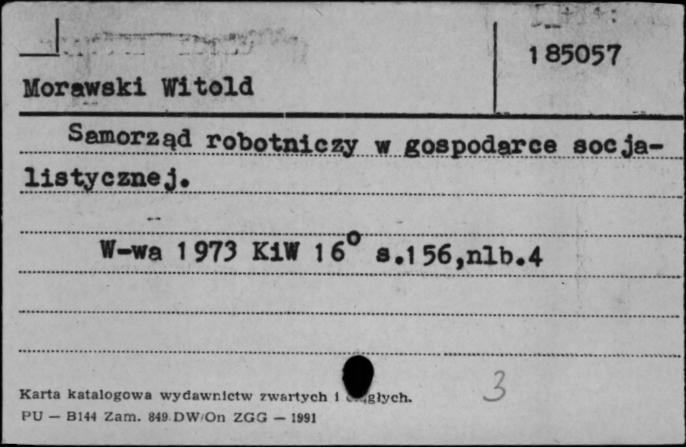 185057
Morawski Witold
Samorząd robotniczy w gospodarce socja-
listycznej.
W-wa 1973 KiW 16° s.156,nlb.4
3
Karta katalogowa wydawnictw zwartych i ciągłych.
PU — B144 Zam. 849 DW/On ZGG — 1991